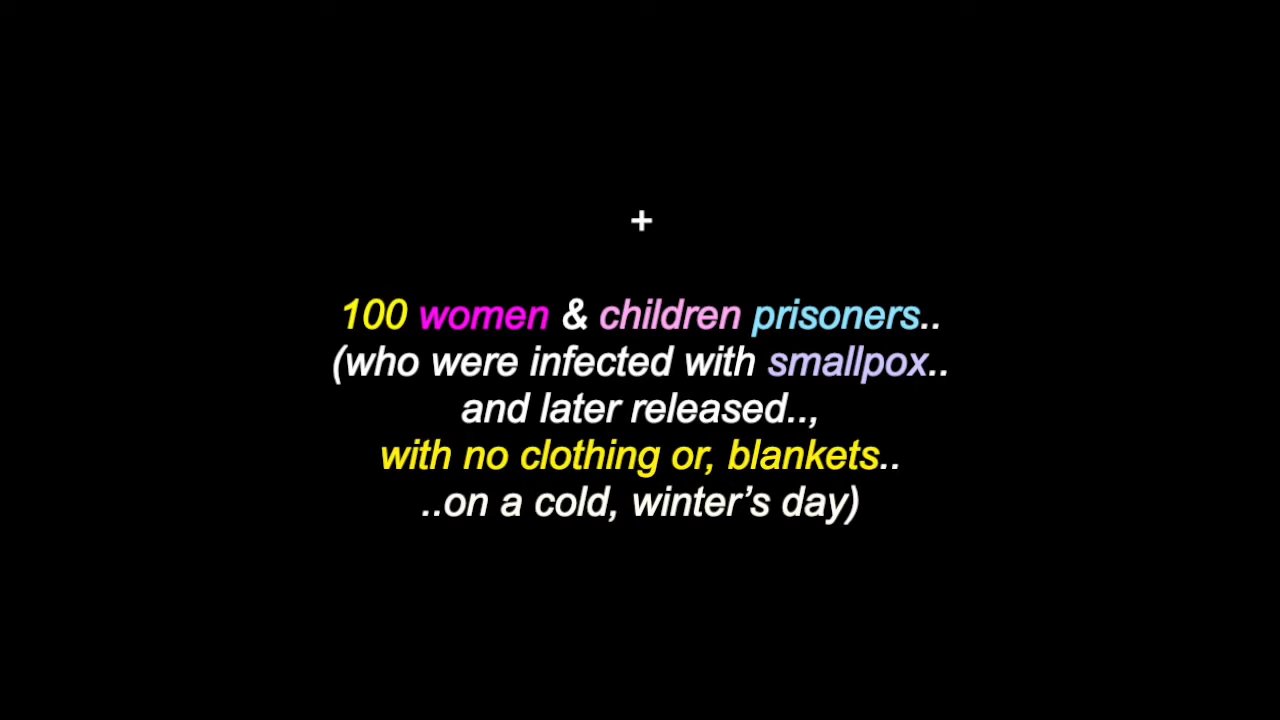 +
100 women & children prisoners..
(who were infected with smallpox..
and later released..,
with no clothing or, blankets..
..on a cold, winter’s day)